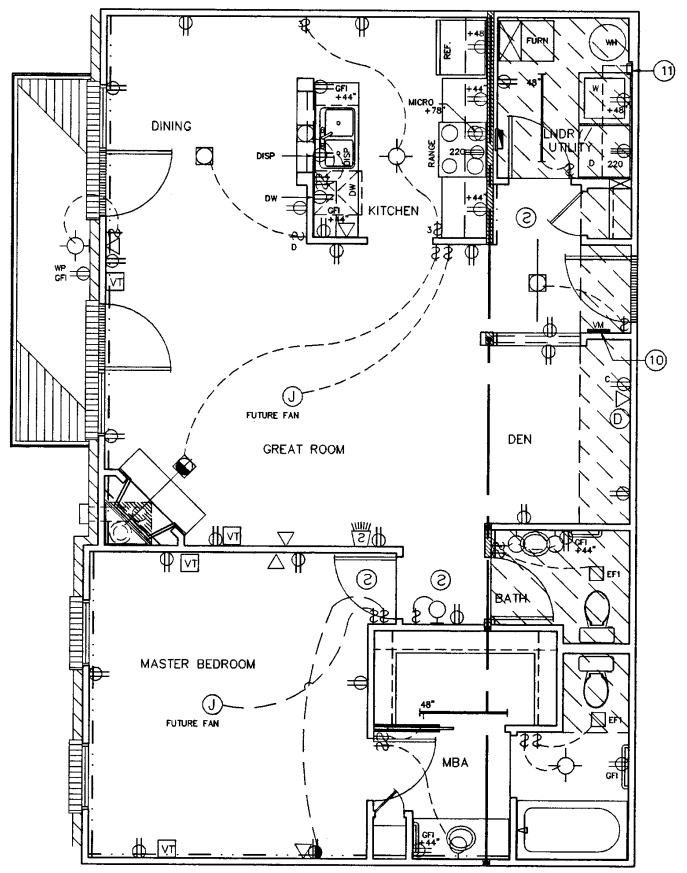 REF.
+48"
FURN
WH
11
GFI
+44"
+44"
48"
W
+48"
MICRO
+78"
DINING
LNDRY
UTILITY
DISP
DISP
RANGE
220
D
220
DW
DW
GFI
+44"
KITCHEN
+44"
S
3
D
WP
GFI
VT
VM
10
J
FUTURE FAN
C
D
GREAT ROOM
DEN
VT
S
VT
GFI
+44"
S
S
EF1
BATH
MASTER BEDROOM
J
FUTURE FAN
48"
EF1
MBA
GFI
GFI
+44"
VT